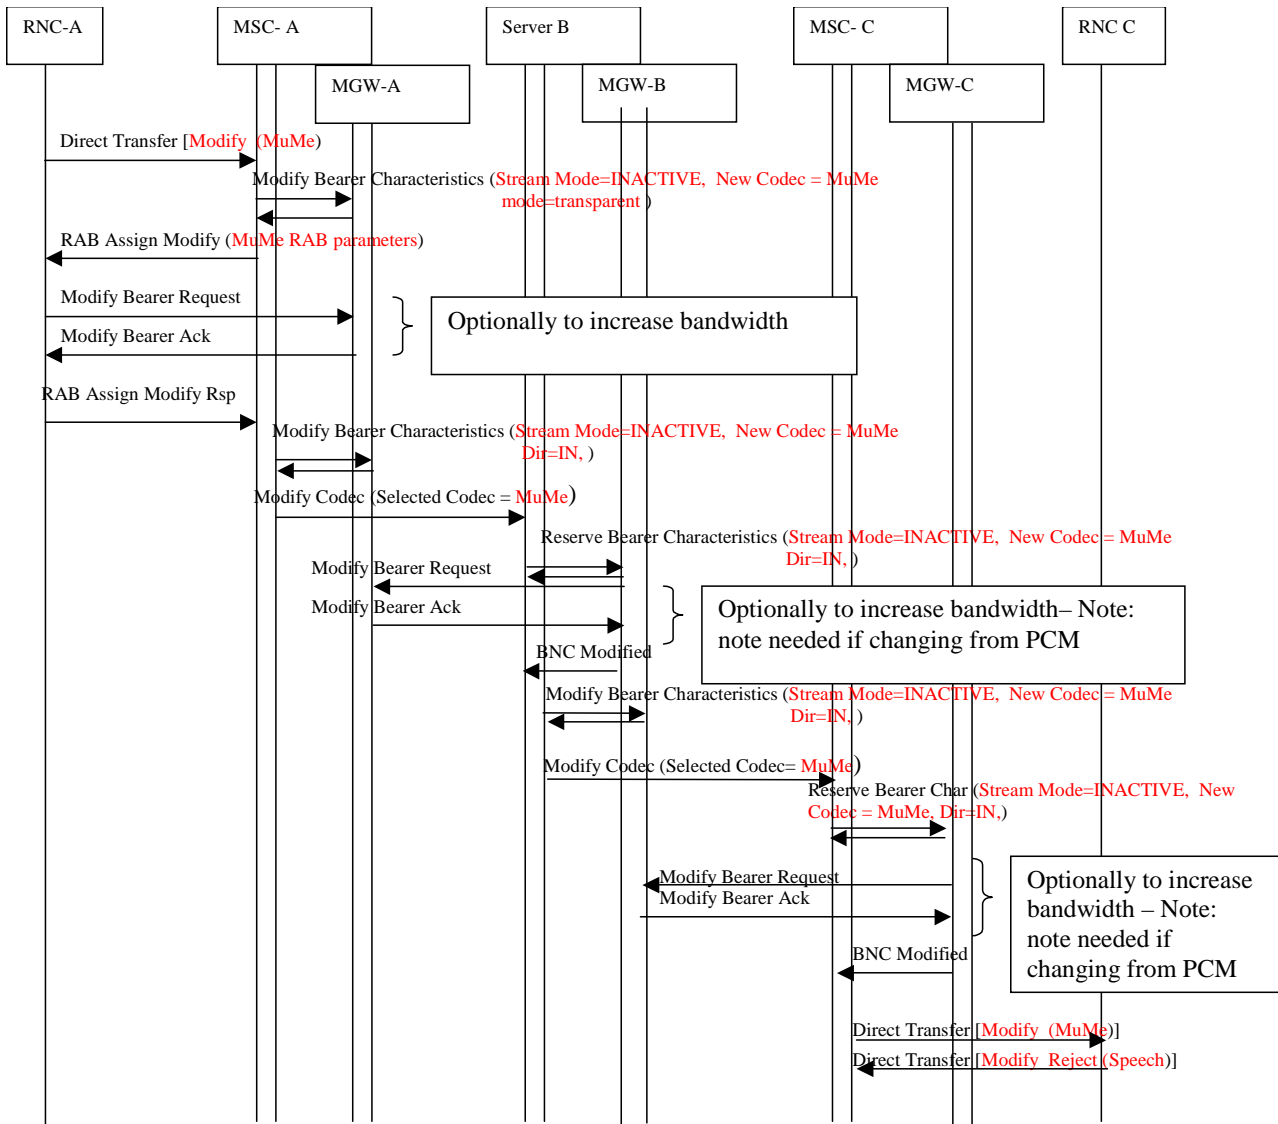 RNC-A
MSC- A
Server B
MSC- C
RNC C
MGW-A
MGW-B
MGW-C
Direct Transfer [Modify  (MuMe)
Modify Bearer Characteristics (Stream Mode=INACTIVE,  New Codec = MuMe
mode=transparent )
RAB Assign Modify (MuMe RAB parameters)
Modify Bearer Request
Optionally to increase bandwidth
Modify Bearer Ack
RAB Assign Modify Rsp
Modify Bearer Characteristics (Stream Mode=INACTIVE,  New Codec = MuMe
Dir=IN, )
Modify Codec (Selected Codec = MuMe)
Reserve Bearer Characteristics (Stream Mode=INACTIVE,  New Codec = MuMe
Dir=IN, )
Modify Bearer Request
Modify Bearer Ack
Optionally to increase bandwidth– Note:
note needed if changing from PCM
BNC Modified
Modify Bearer Characteristics (Stream Mode=INACTIVE,  New Codec = MuMe
Dir=IN, )
Modify Codec (Selected Codec= MuMe)
Reserve Bearer Char (Stream Mode=INACTIVE,  New
Codec = MuMe, Dir=IN,)
Modify Bearer Request
Modify Bearer Ack
Optionally to increase
bandwidth – Note:
note needed if
changing from PCM
BNC Modified
Direct Transfer [Modify  (MuMe)]
Direct Transfer [Modify  Reject (Speech)]